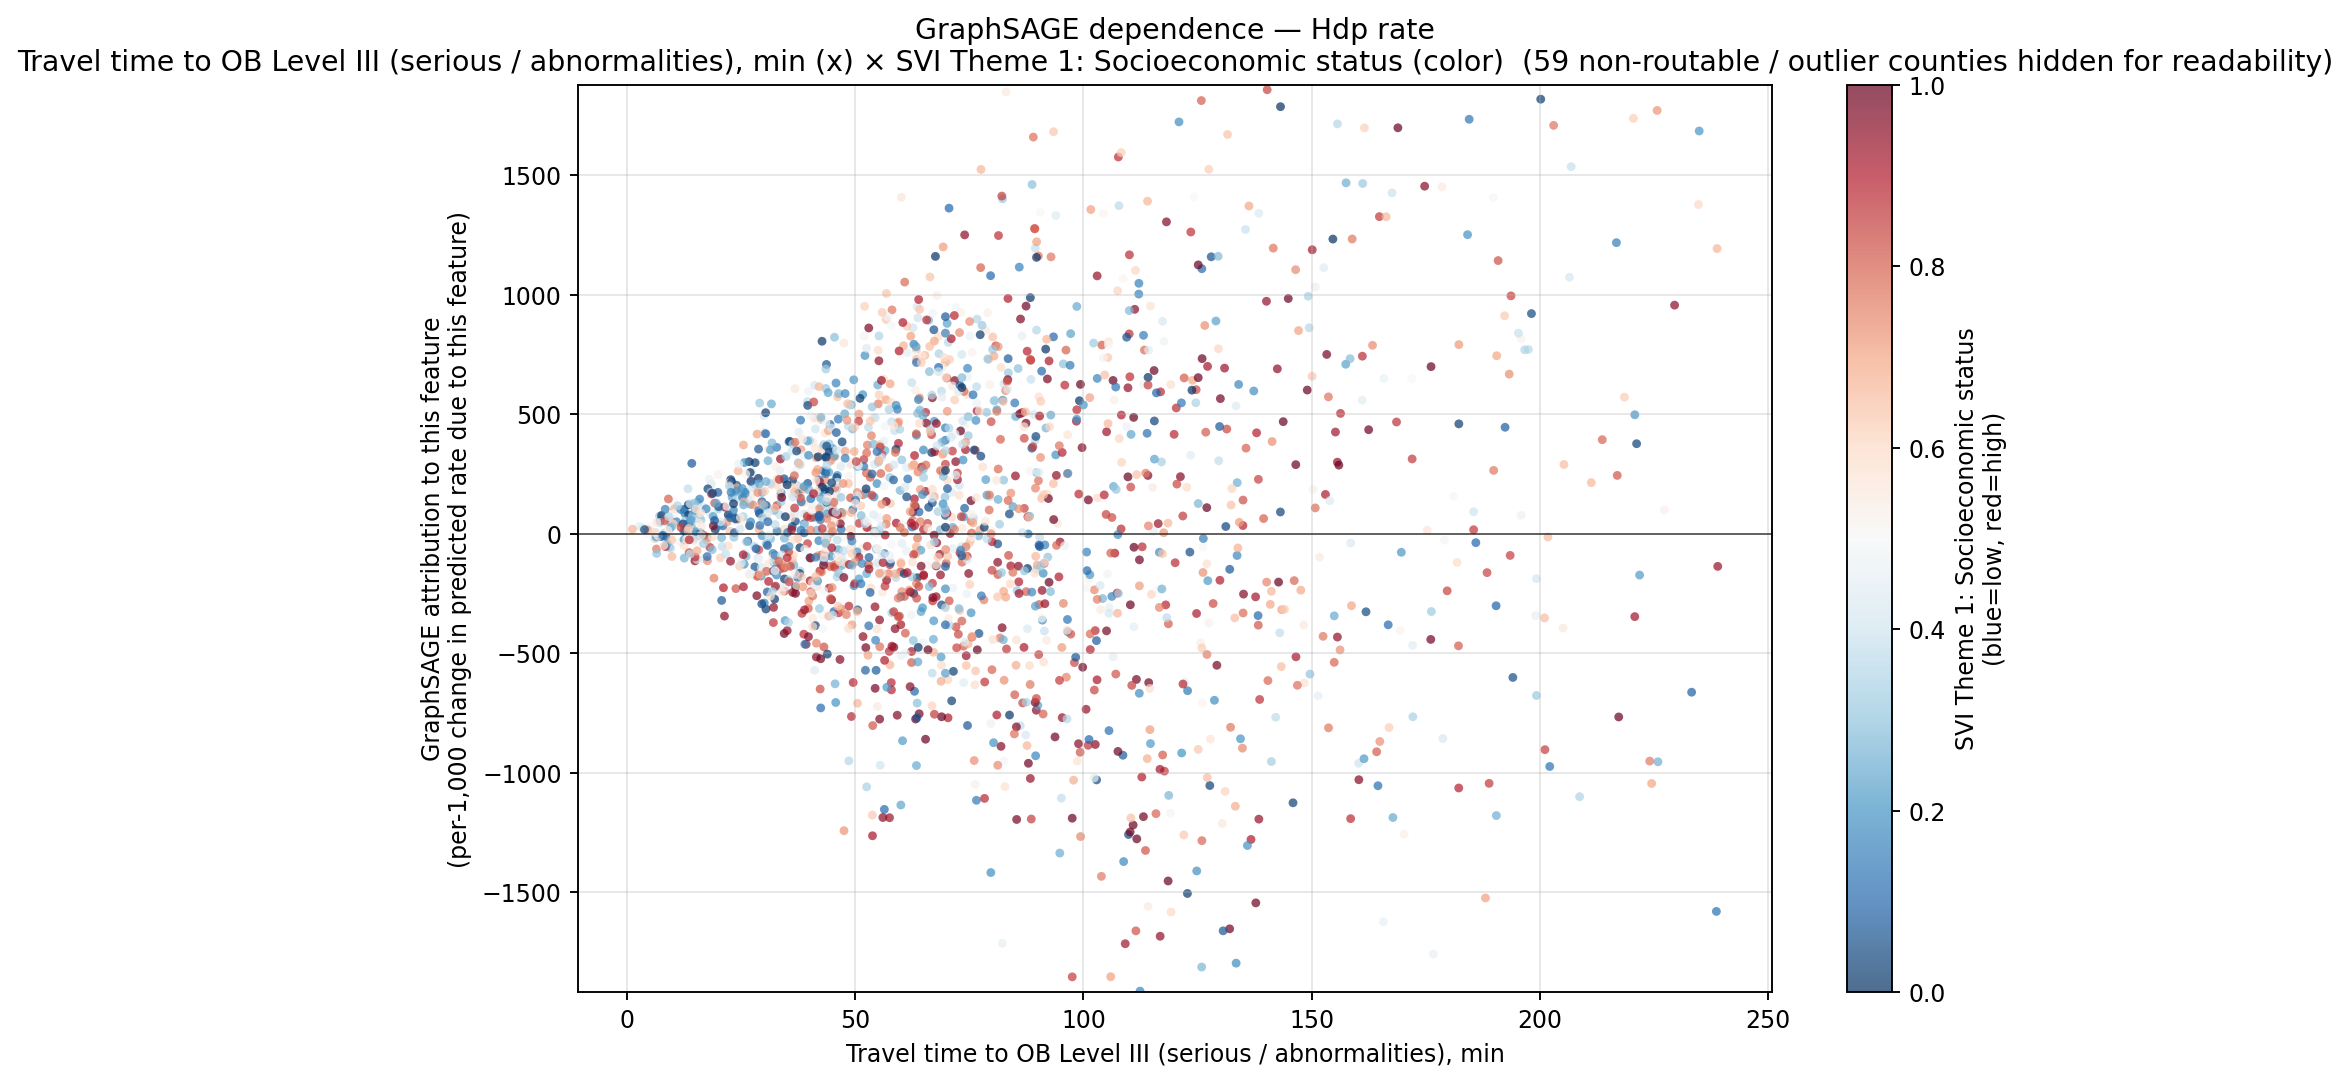 GraphSAGE dependence — Hdp rate
Travel time to OB Level III (serious / abnormalities), min (x) × SVI Theme 1: Socioeconomic status (color)  (59 non-routable / outlier counties hidden for readability)
GraphSAGE attribution to this feature
(per-1,000 change in predicted rate due to this feature)
1500
1000
500
0
−500
−1000
−1500
0
50
100
150
200
250
Travel time to OB Level III (serious / abnormalities), min
1.0
0.8
0.6
0.4
0.2
0.0
SVI Theme 1: Socioeconomic status
(blue=low, red=high)